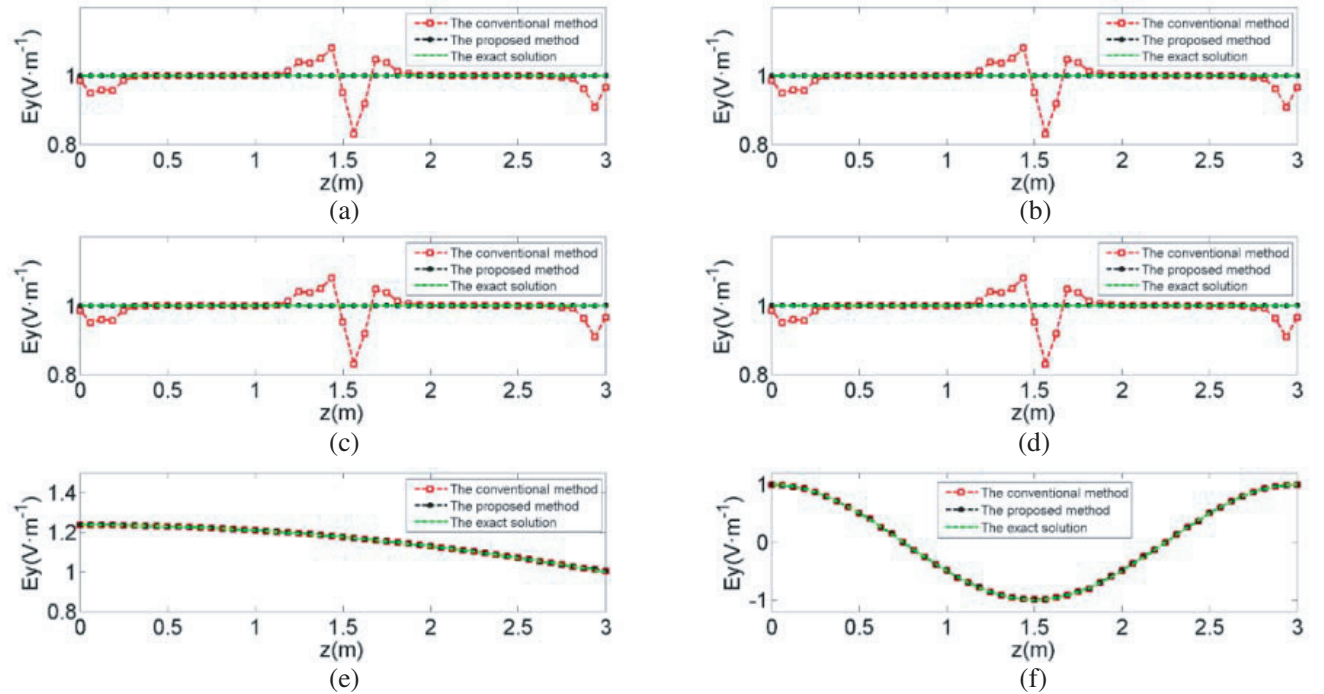 The conventional method
The proposed method
The exact solution
Ey(V·m⁻¹)
1
0.8
0 0.5 1 1.5 2 2.5 3
z(m)
(a)
The conventional method
The proposed method
The exact solution
Ey(V·m⁻¹)
1
0.8
0 0.5 1 1.5 2 2.5 3
z(m)
(b)
The conventional method
The proposed method
The exact solution
Ey(V·m⁻¹)
1
0.8
0 0.5 1 1.5 2 2.5 3
z(m)
(c)
The conventional method
The proposed method
The exact solution
Ey(V·m⁻¹)
1
0.8
0 0.5 1 1.5 2 2.5 3
z(m)
(d)
The conventional method
The proposed method
The exact solution
Ey(V·m⁻¹)
1.4
1.2
1
0.8
0 0.5 1 1.5 2 2.5 3
z(m)
(e)
The conventional method
The proposed method
The exact solution
Ey(V·m⁻¹)
1
0
-1
0 0.5 1 1.5 2 2.5 3
z(m)
(f)